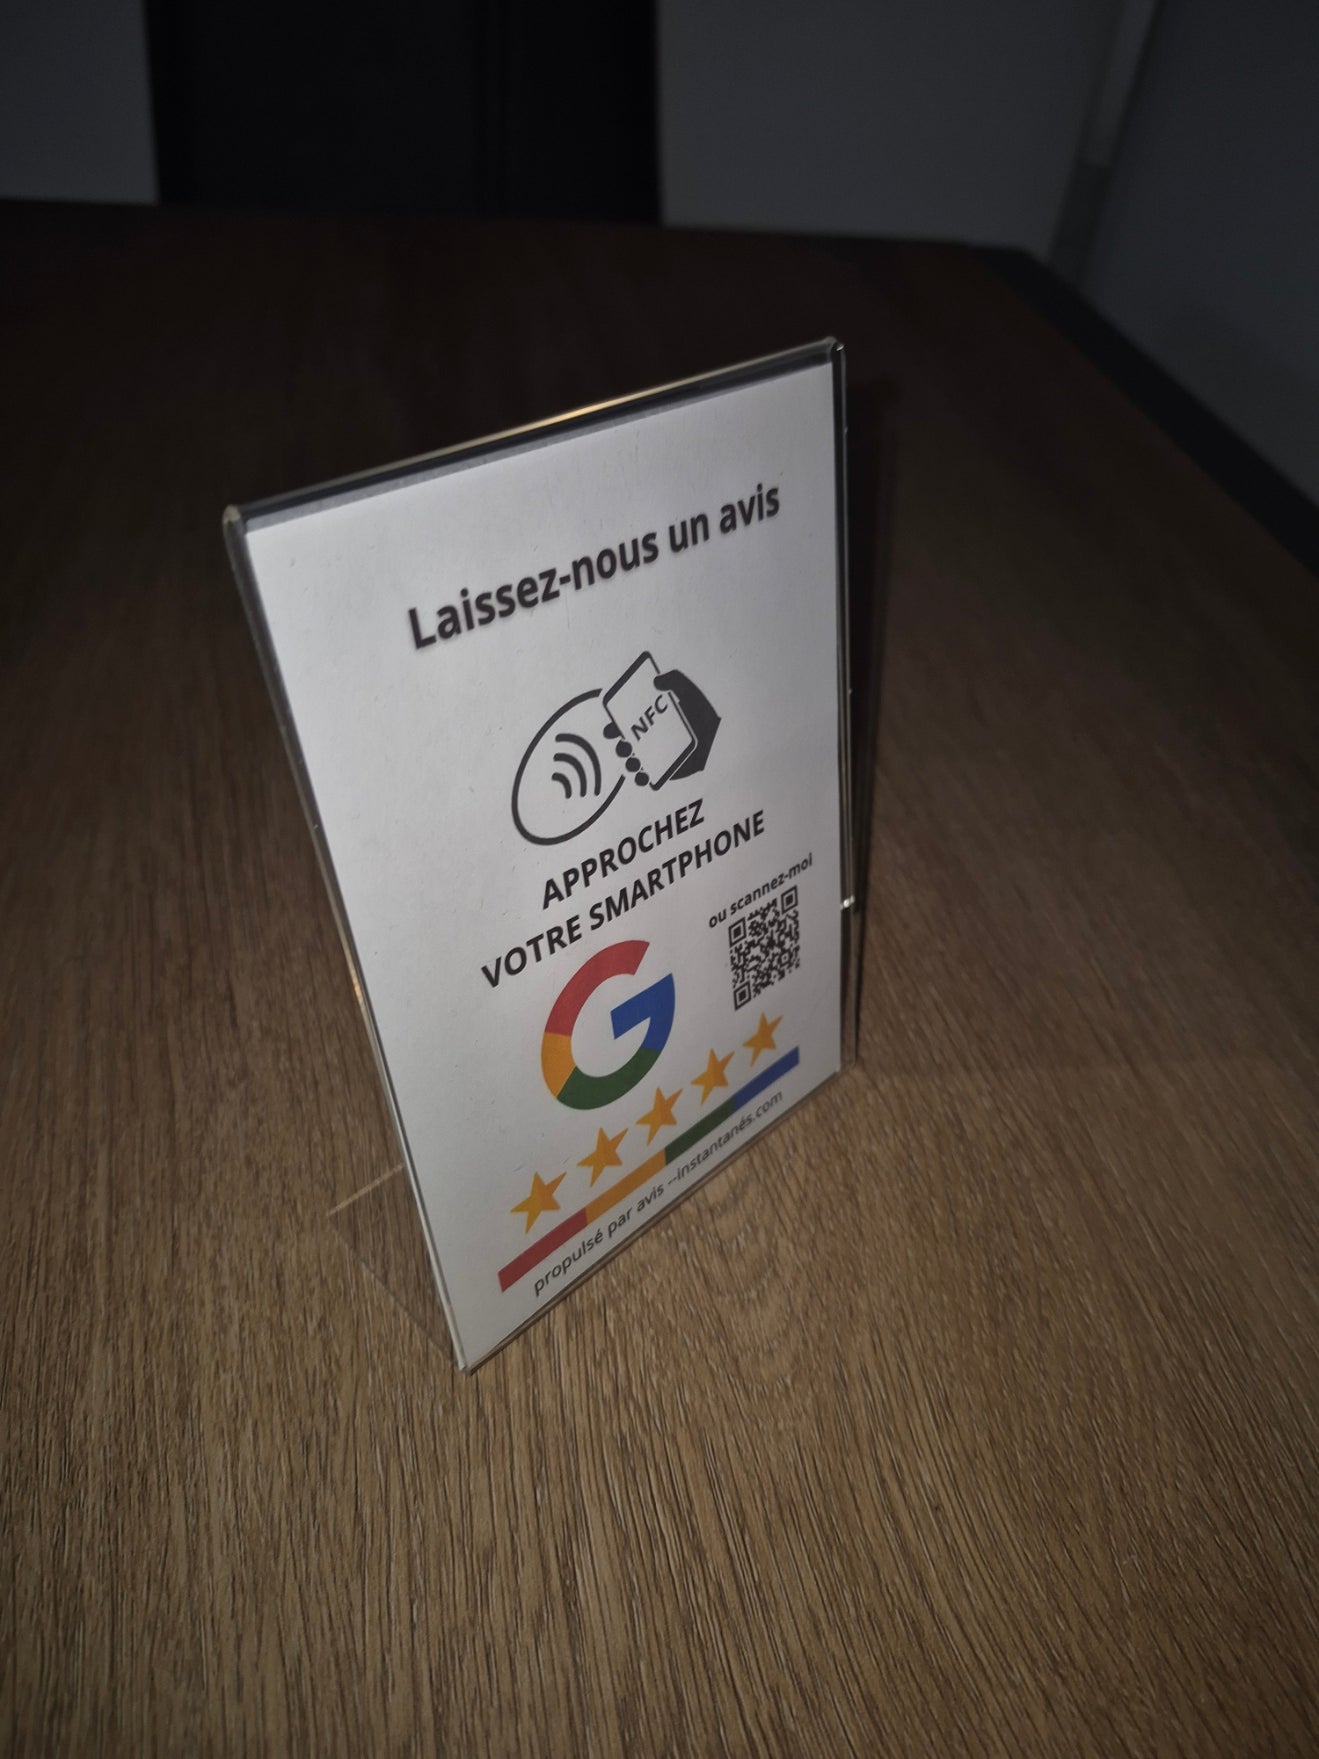 Laissez-nous un avis
NFC
APPROCHEZ
VOTRE SMARTPHONE
ou scannez-moi
G
propulsé par avis --instantanés.com